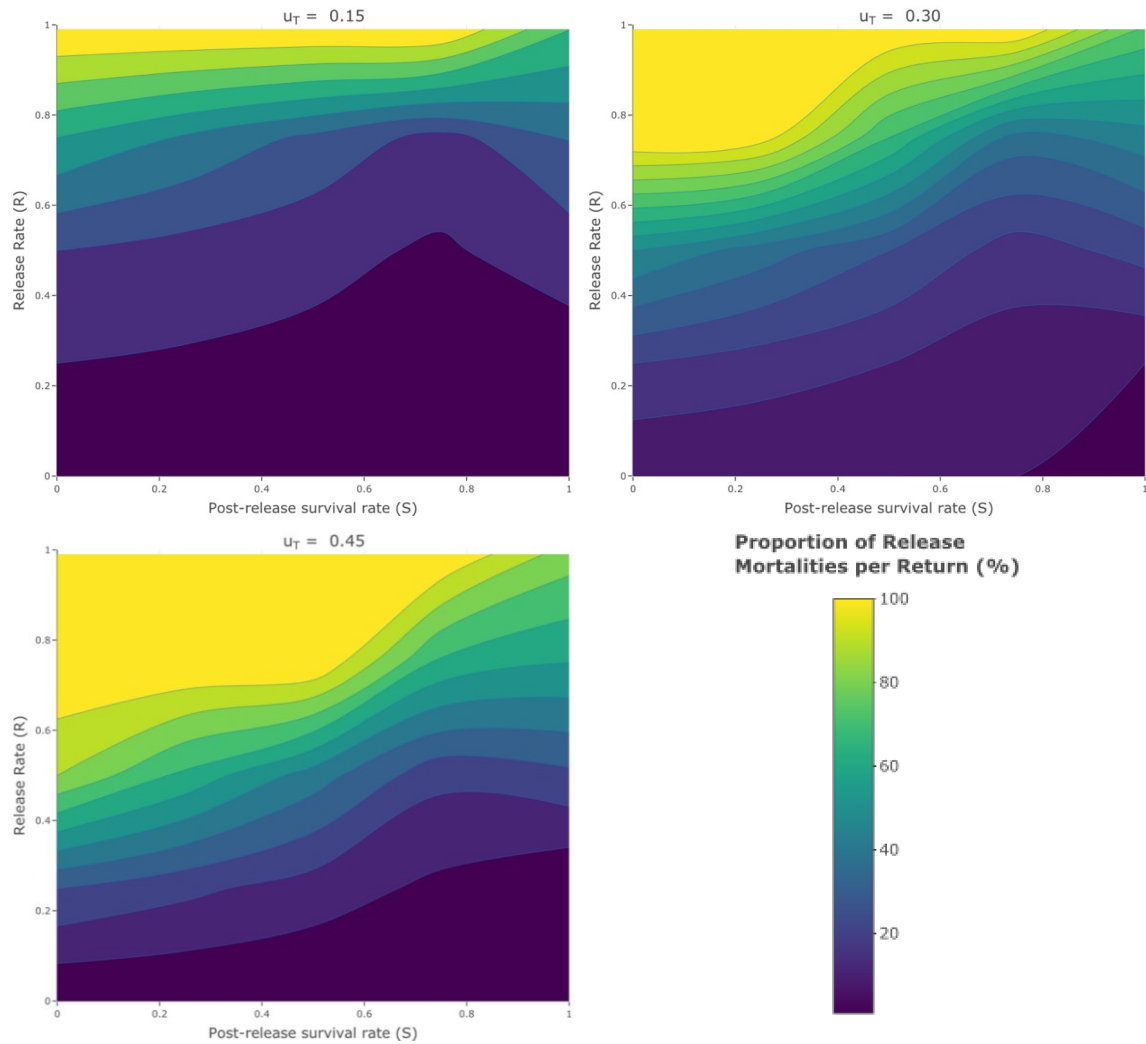 u_T = 0.15
1
0.8
0.6
0.4
0.2
0
Release Rate (R)
0 0.2 0.4 0.6 0.8 1
Post-release survival rate (S)
u_T = 0.30
1
0.8
0.6
0.4
0.2
0
Release Rate (R)
0 0.2 0.4 0.6 0.8 1
Post-release survival rate (S)
u_T = 0.45
1
0.8
0.6
0.4
0.2
0
Release Rate (R)
0 0.2 0.4 0.6 0.8 1
Post-release survival rate (S)
Proportion of Release
Mortalities per Return (%)
100
80
60
40
20